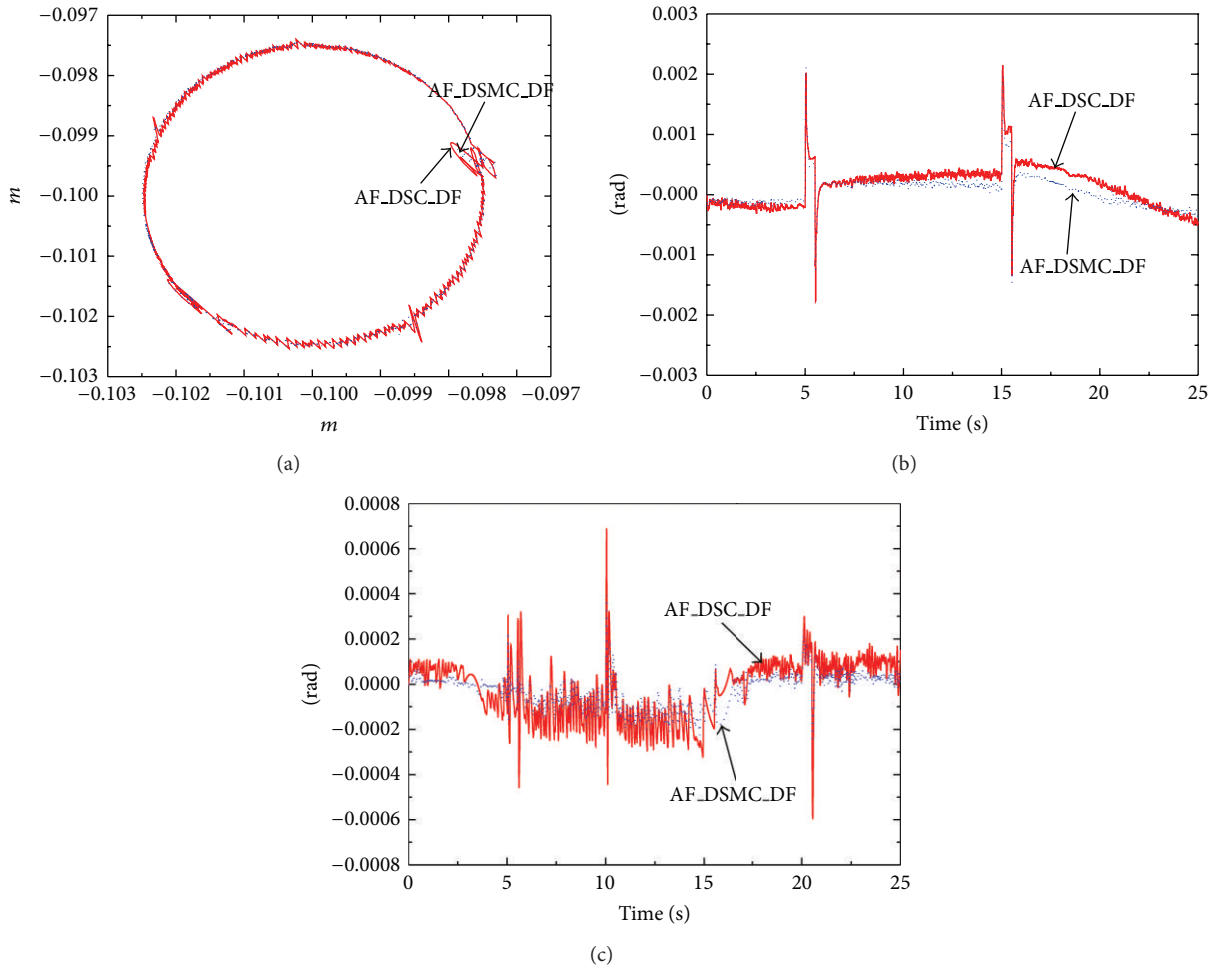 −0.097
−0.098
−0.099
−0.100
−0.101
−0.102
−0.103
m
AF_DSMC_DF
AF_DSC_DF
−0.103 −0.102 −0.101 −0.100 −0.099 −0.098 −0.097
m
(a)
0.003
0.002
0.001
−0.000
−0.001
−0.002
−0.003
(rad)
AF_DSC_DF
AF_DSMC_DF
0 5 10 15 20 25
Time (s)
(b)
0.0008
0.0006
0.0004
0.0002
0.0000
−0.0002
−0.0004
−0.0006
−0.0008
(rad)
AF_DSC_DF
AF_DSMC_DF
0 5 10 15 20 25
Time (s)
(c)